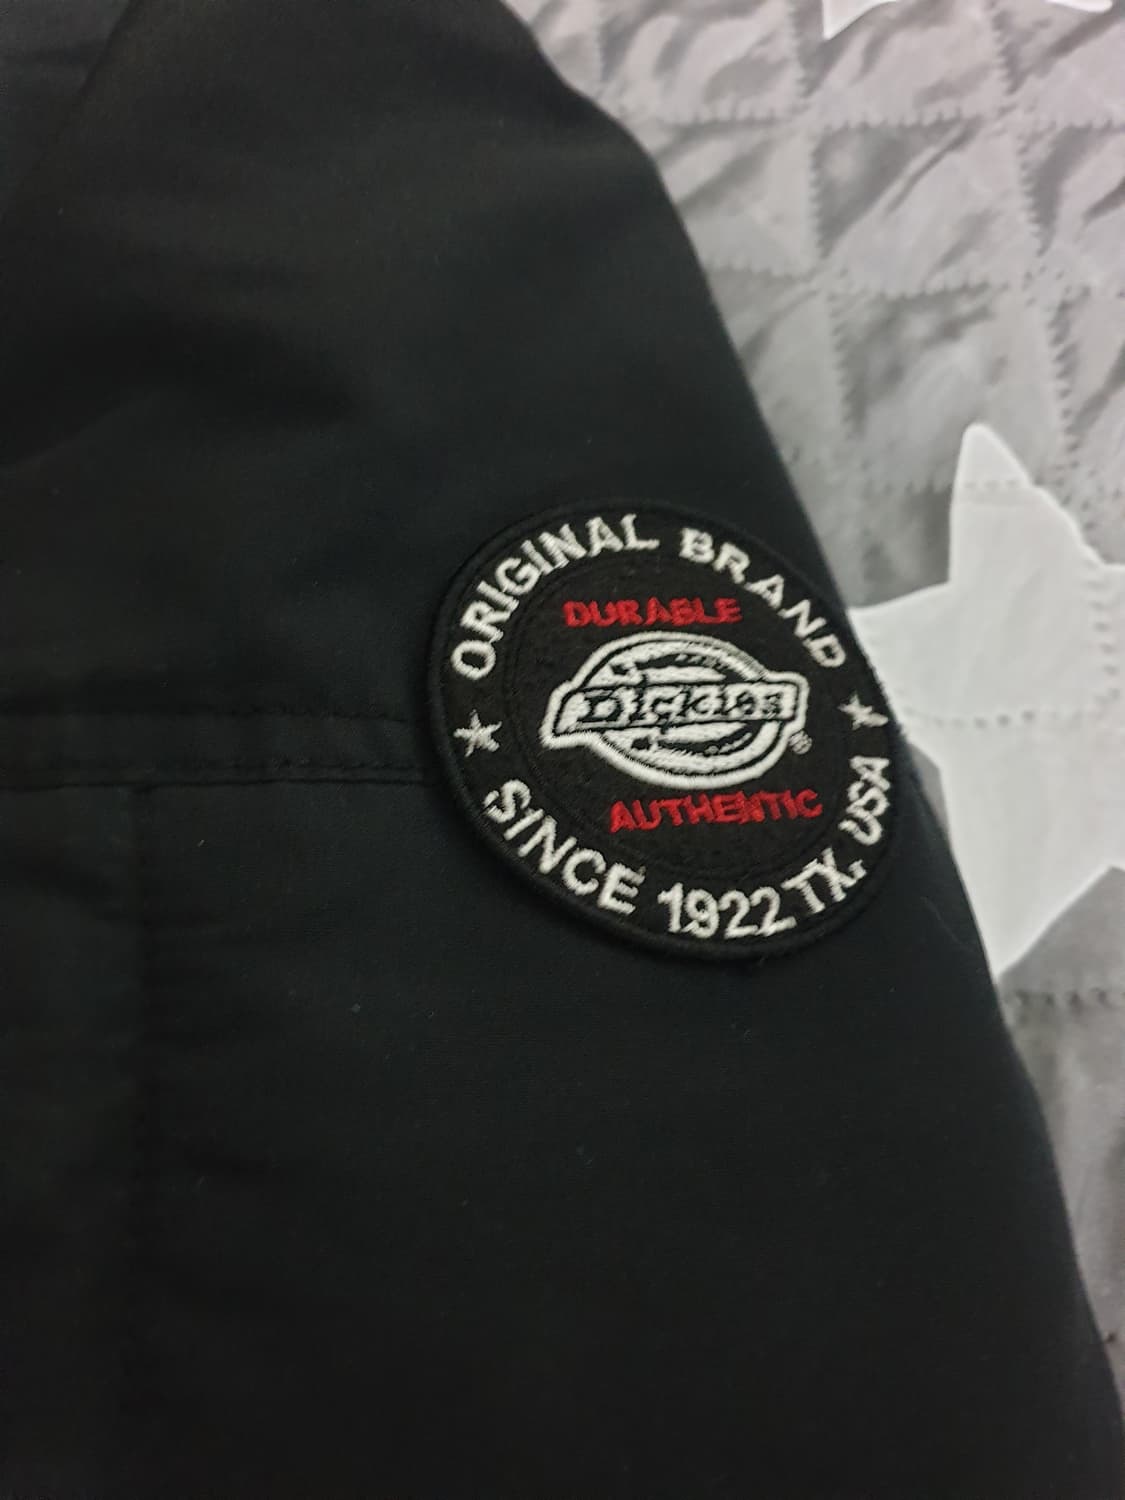 ORIGINAL BRAND
DURABLE
Dickies®
AUTHENTIC
SINCE 1922 TX, USA